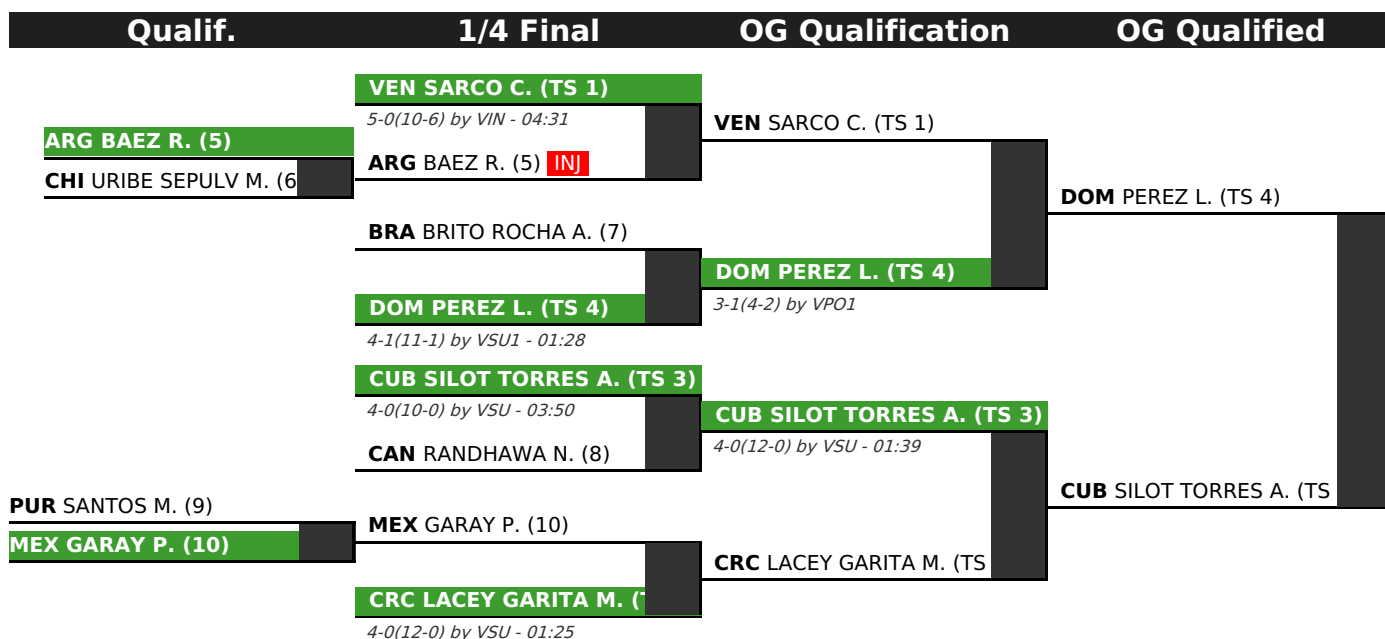 Qualif.
1/4 Final
OG Qualification
OG Qualified
ARG BAEZ R. (5)
CHI URIBE SEPULV M. (6
PUR SANTOS M. (9)
MEX GARAY P. (10)
VEN SARCO C. (TS 1)
5-0(10-6) by VIN - 04:31
ARG BAEZ R. (5) INJ
BRA BRITO ROCHA A. (7)
DOM PEREZ L. (TS 4)
4-1(11-1) by VSU1 - 01:28
CUB SILOT TORRES A. (TS 3)
4-0(10-0) by VSU - 03:50
CAN RANDHAWA N. (8)
MEX GARAY P. (10)
CRC LACEY GARITA M. (T
4-0(12-0) by VSU - 01:25
VEN SARCO C. (TS 1)
DOM PEREZ L. (TS 4)
3-1(4-2) by VPO1
CUB SILOT TORRES A. (TS 3)
4-0(12-0) by VSU - 01:39
CRC LACEY GARITA M. (TS
DOM PEREZ L. (TS 4)
CUB SILOT TORRES A. (TS